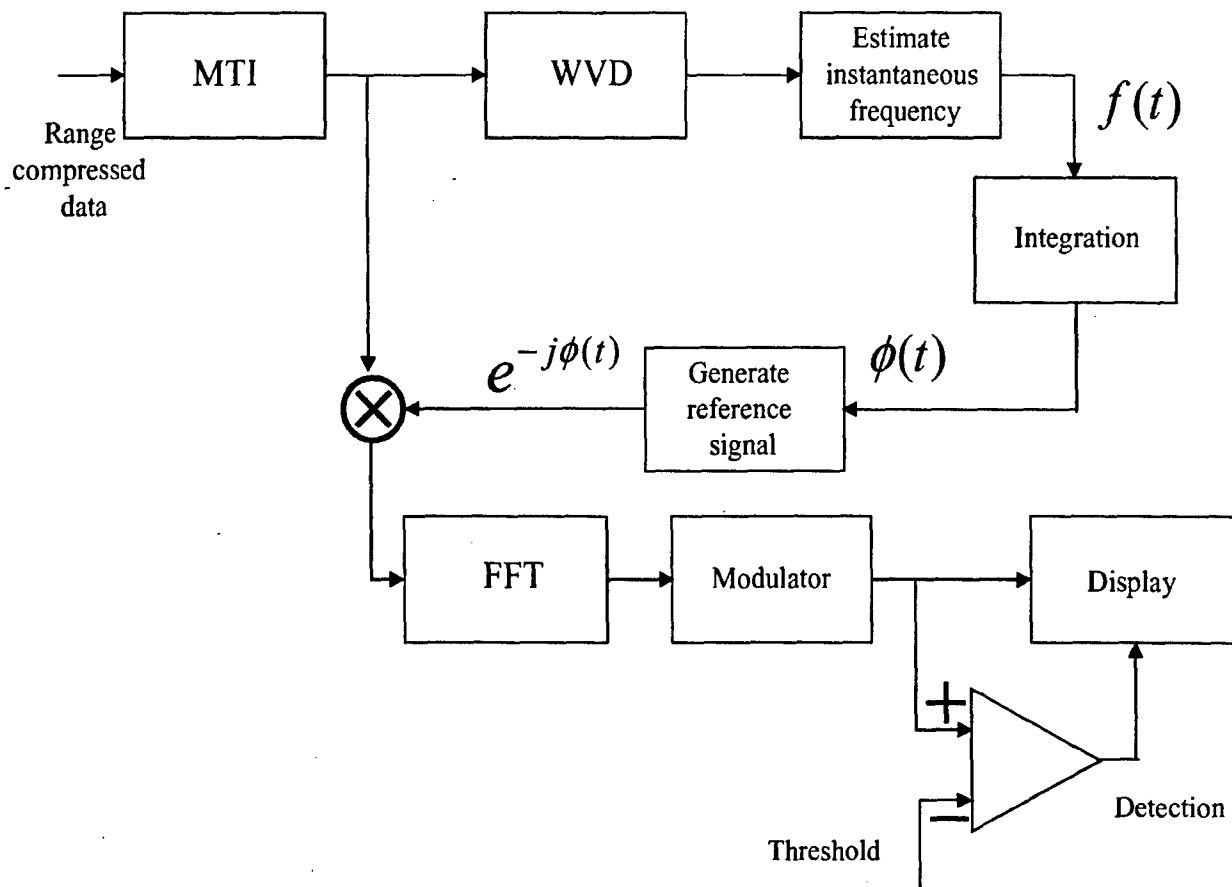 MTI
WVD
Estimate
instantaneous
frequency
f(t)
Range
compressed
data
Integration
e^{-jϕ(t)}
Generate
reference
signal
ϕ(t)
FFT
Modulator
Display
+
−
Detection
Threshold